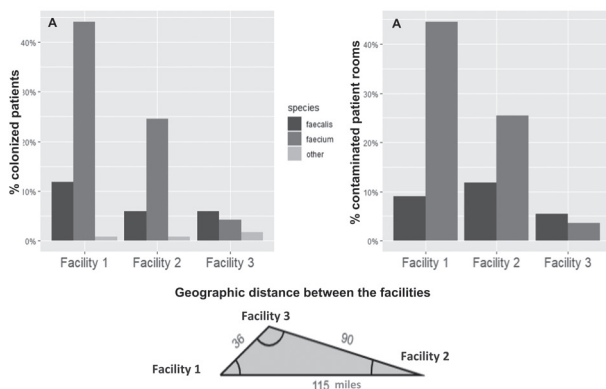 A
% colonized patients
40%
30%
20%
10%
0%
Facility 1 Facility 2 Facility 3
species
faecalis
faecium
other
A
% contaminated patient rooms
40%
30%
20%
10%
0%
Facility 1 Facility 2 Facility 3
Geographic distance between the facilities
Facility 3
36
90
Facility 1
Facility 2
115 miles